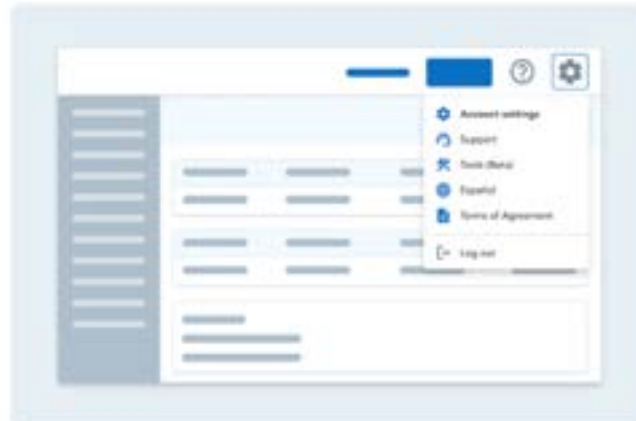 Account settings
Support
Tools (Beta)
Español
Terms of Agreement
Log out